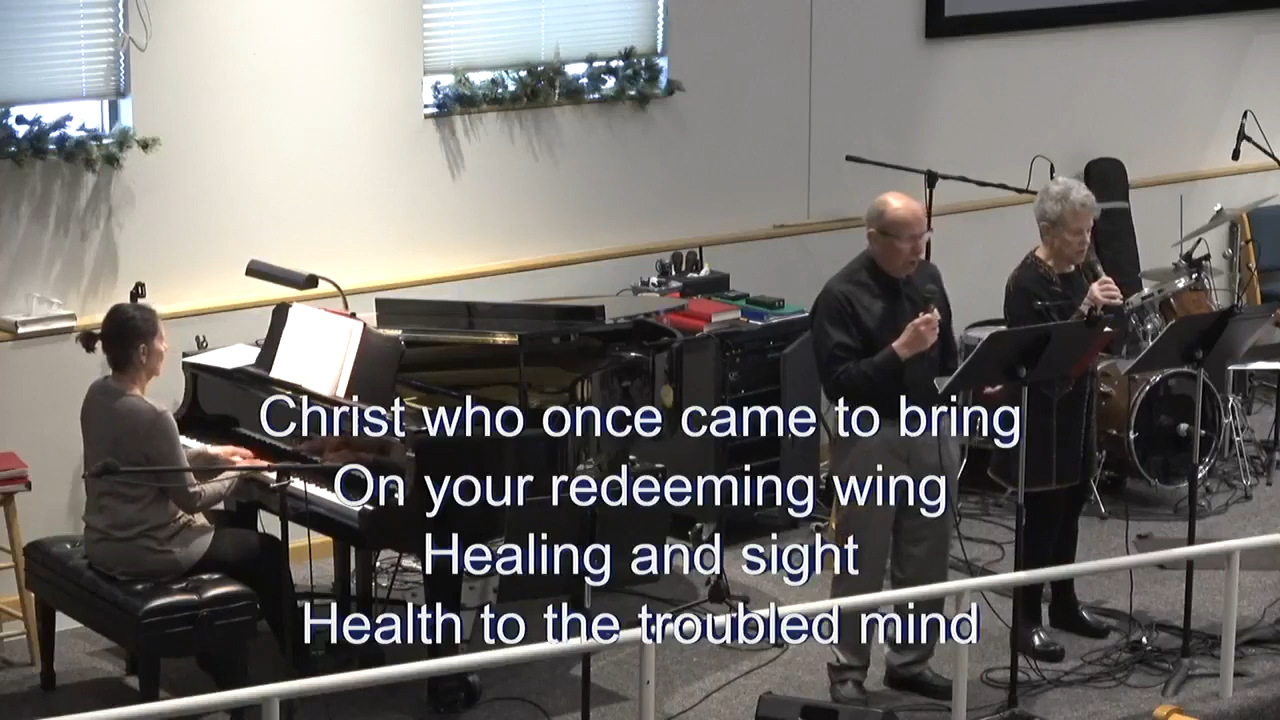 Christ who once came to bring
On your redeeming wing
Healing and sight
Health to the troubled mind